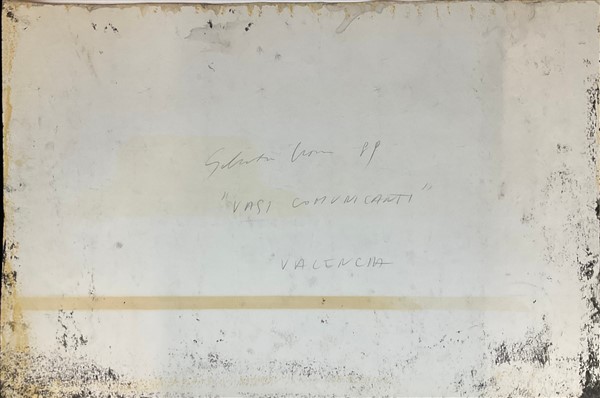 89
"VASI COMUNICANTI"
VALENCIA